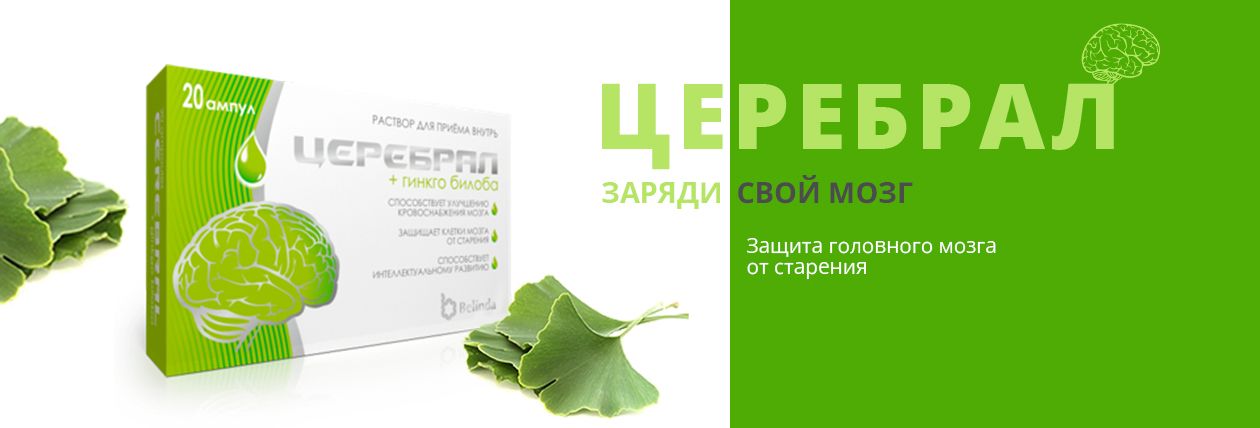 20 ампул
РАСТВОР ДЛЯ ПРИЁМА ВНУТРЬ
ЦЕРЕБРАЛ
+ гинкго билоба
СПОСОБСТВУЕТ УЛУЧШЕНИЮ
КРОВОСНАБЖЕНИЯ МОЗГА
ЗАЩИЩАЕТ КЛЕТКИ МОЗГА
ОТ СТАРЕНИЯ
СПОСОБСТВУЕТ
ИНТЕЛЛЕКТУАЛЬНОМУ РАЗВИТИЮ
Belinda
ЦЕРЕБРАЛ
ЗАРЯДИ СВОЙ МОЗГ
Защита головного мозга
от старения